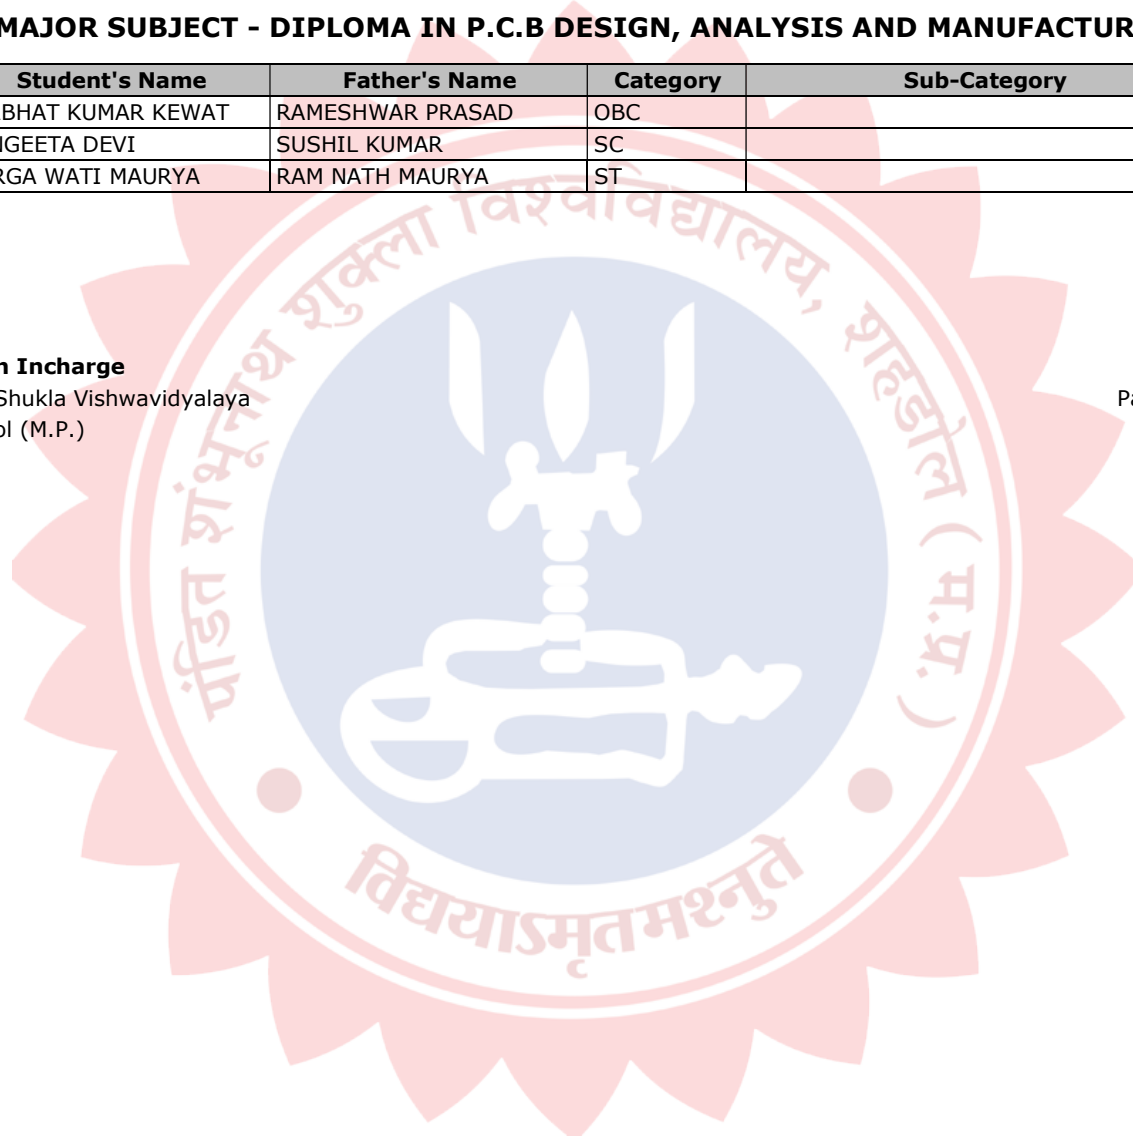 MAJOR SUBJECT - DIPLOMA IN P.C.B DESIGN, ANALYSIS AND MANUFACTUR
Student's Name Father's Name Category Sub-Category
BHAT KUMAR KEWAT RAMESHWAR PRASAD OBC
NGEETA DEVI SUSHIL KUMAR SC
RGA WATI MAURYA RAM NATH MAURYA ST
पंडित शंभूनाथ शुक्ला विश्वविद्यालय, शहडोल (म.प्र.)
n Incharge
Shukla Vishwavidyalaya Pa
ol (M.P.)
विद्ययाऽमृतमश्नुते